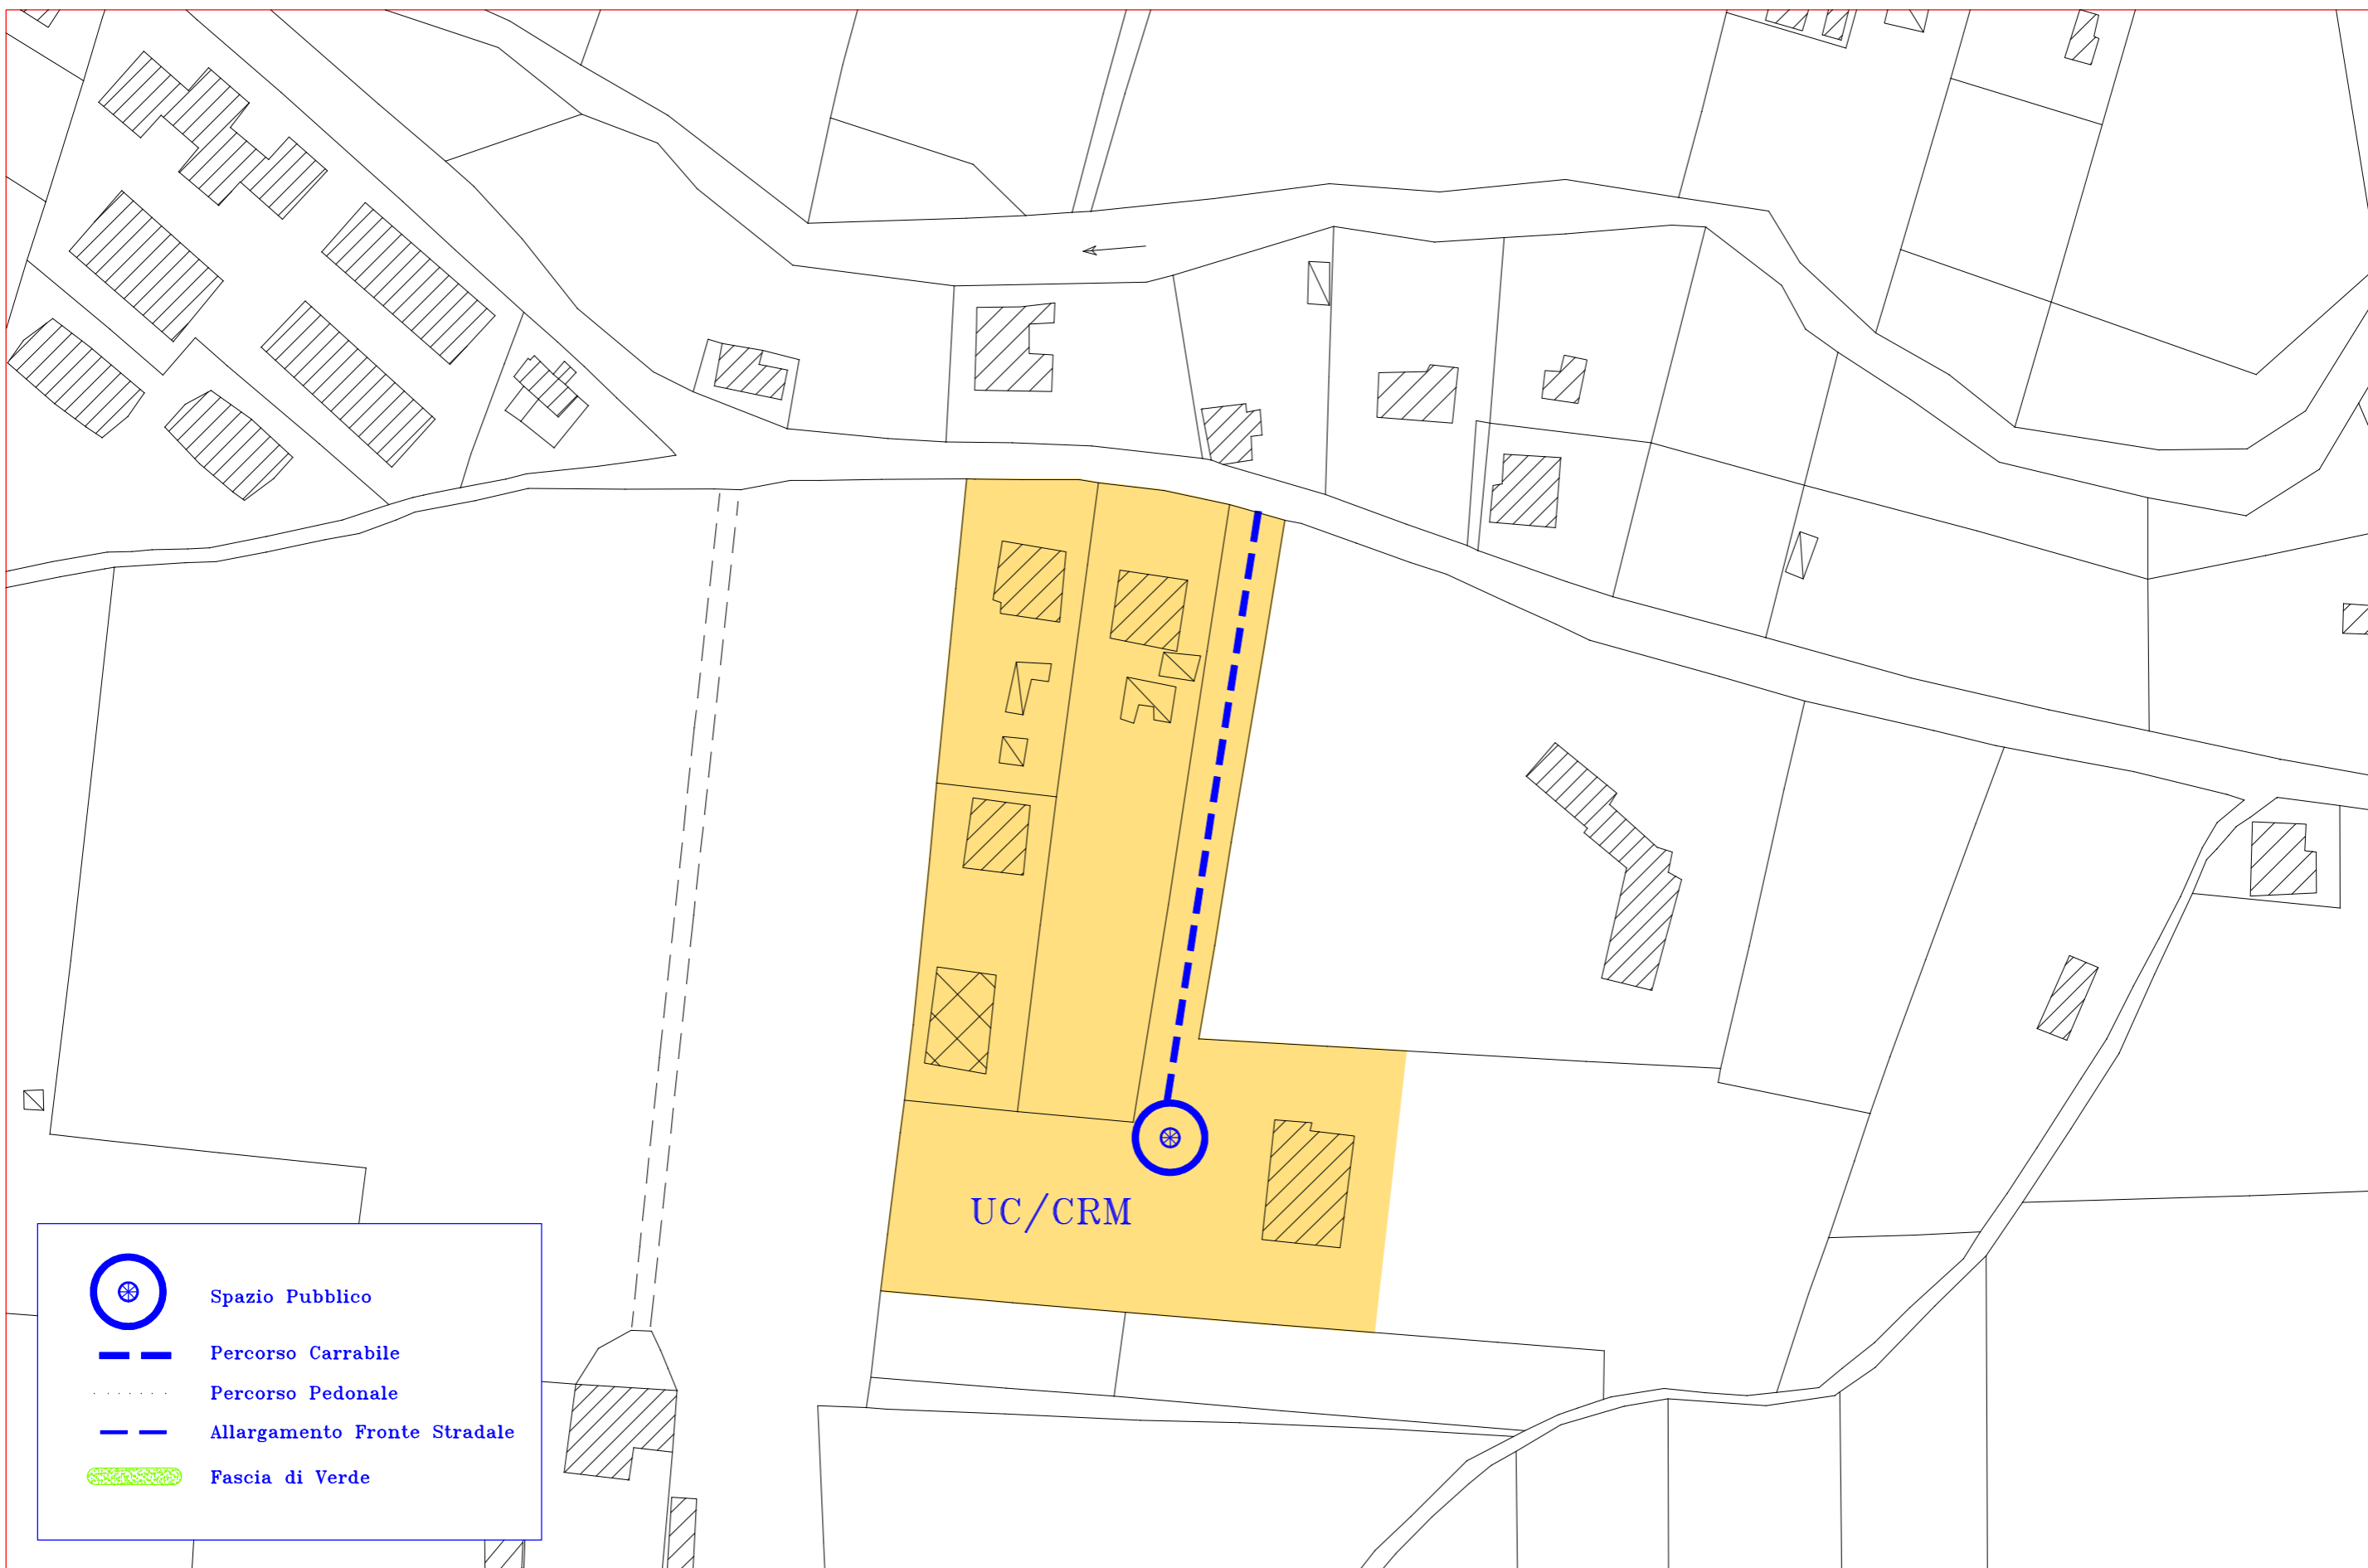 UC/CRM
Spazio Pubblico
Percorso Carrabile
Percorso Pedonale
Allargamento Fronte Stradale
Fascia di Verde